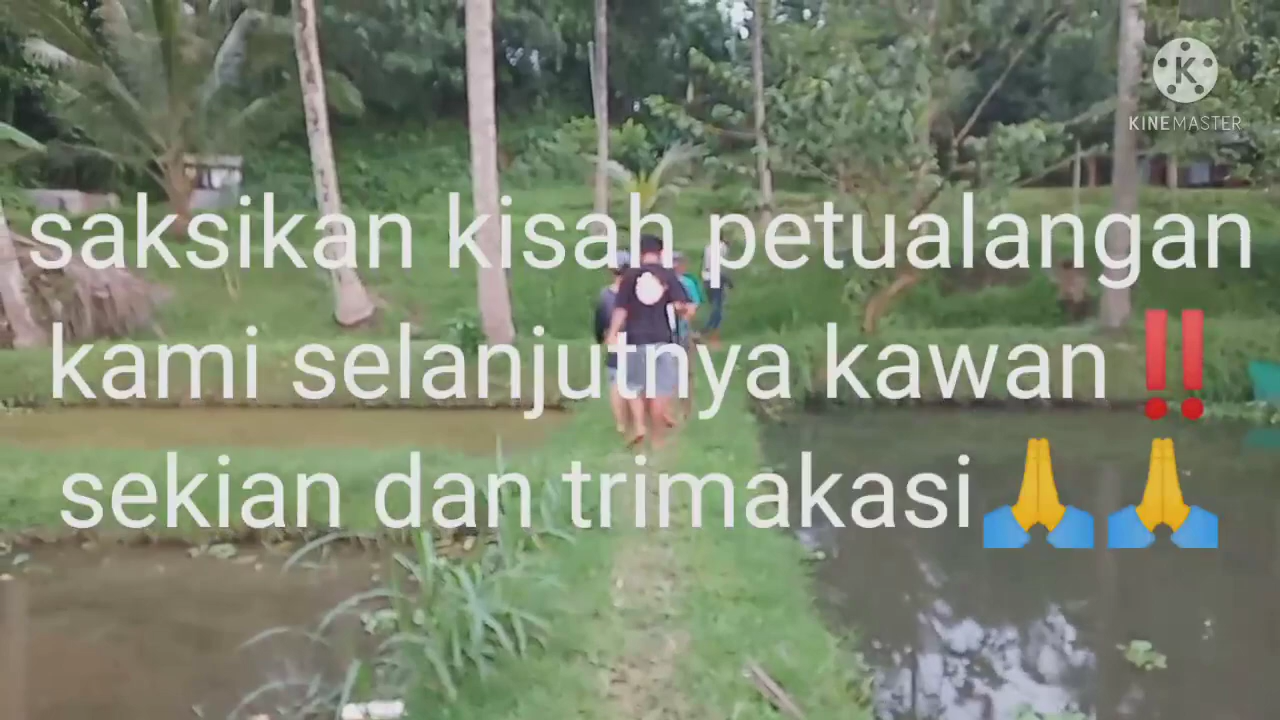 KINEMASTER
saksikan kisah petualangan
kami selanjutnya kawan‼️
sekian dan trimakasi🙏🙏